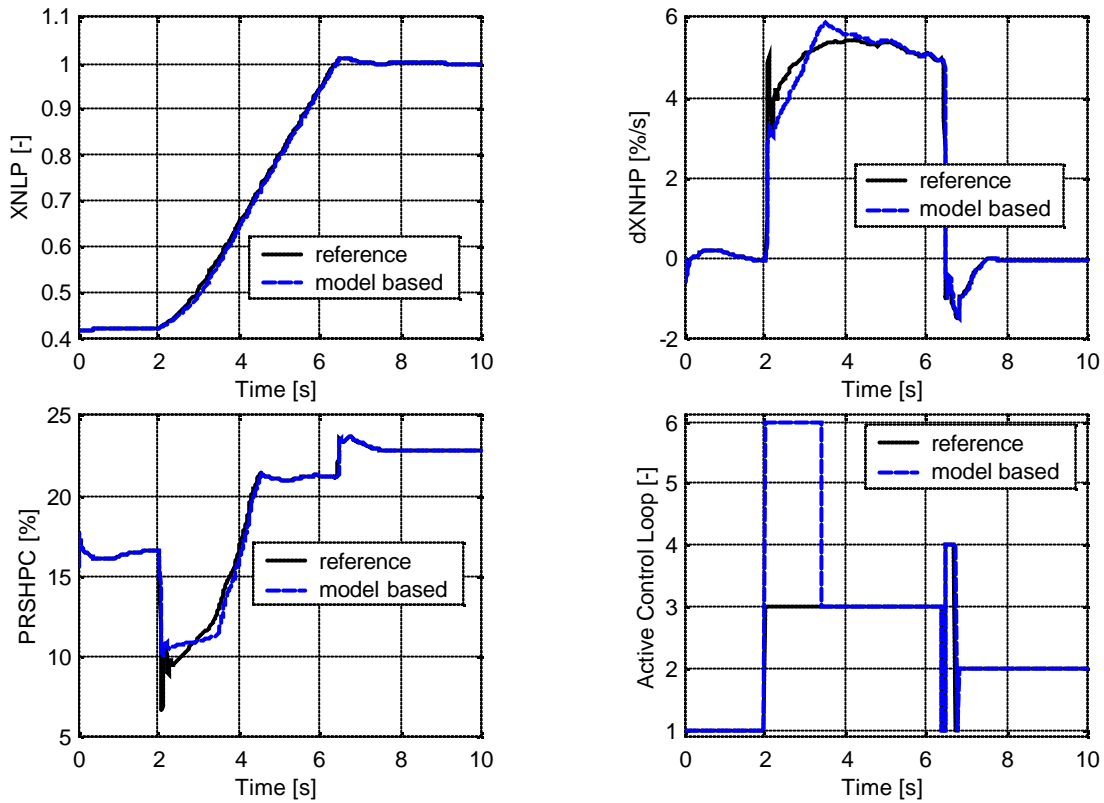 1.1
1
0.9
0.8
0.7
0.6
0.5
0.4
XNLP [-]
reference
model based
0 2 4 6 8 10
Time [s]
6
4
2
0
-2
dXNHP [%/s]
reference
model based
0 2 4 6 8 10
Time [s]
25
20
15
10
5
PRSHPC [%]
reference
model based
0 2 4 6 8 10
Time [s]
6
5
4
3
2
1
Active Control Loop [-]
reference
model based
0 2 4 6 8 10
Time [s]